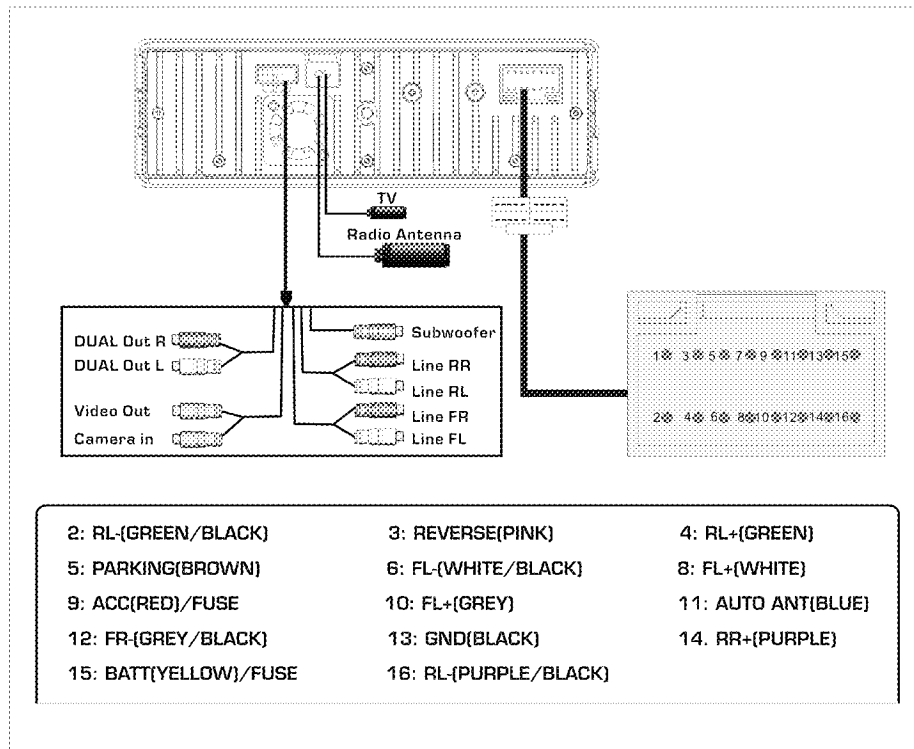 TV
Radio Antenna
DUAL Out R
DUAL Out L
Video Out
Camera in
Subwoofer
Line RR
Line RL
Line FR
Line FL
1 3 5 7 9 11 13 15
2 4 6 8 10 12 14 16
2: RL-(GREEN/BLACK) 3: REVERSE(PINK) 4: RL+(GREEN)
5: PARKING(BROWN) 6: FL-(WHITE/BLACK) 8: FL+(WHITE)
9: ACC(RED)/FUSE 10: FL+(GREY) 11: AUTO ANT(BLUE)
12: FR-(GREY/BLACK) 13: GND(BLACK) 14. RR+(PURPLE)
15: BATT(YELLOW)/FUSE 16: RL-(PURPLE/BLACK)